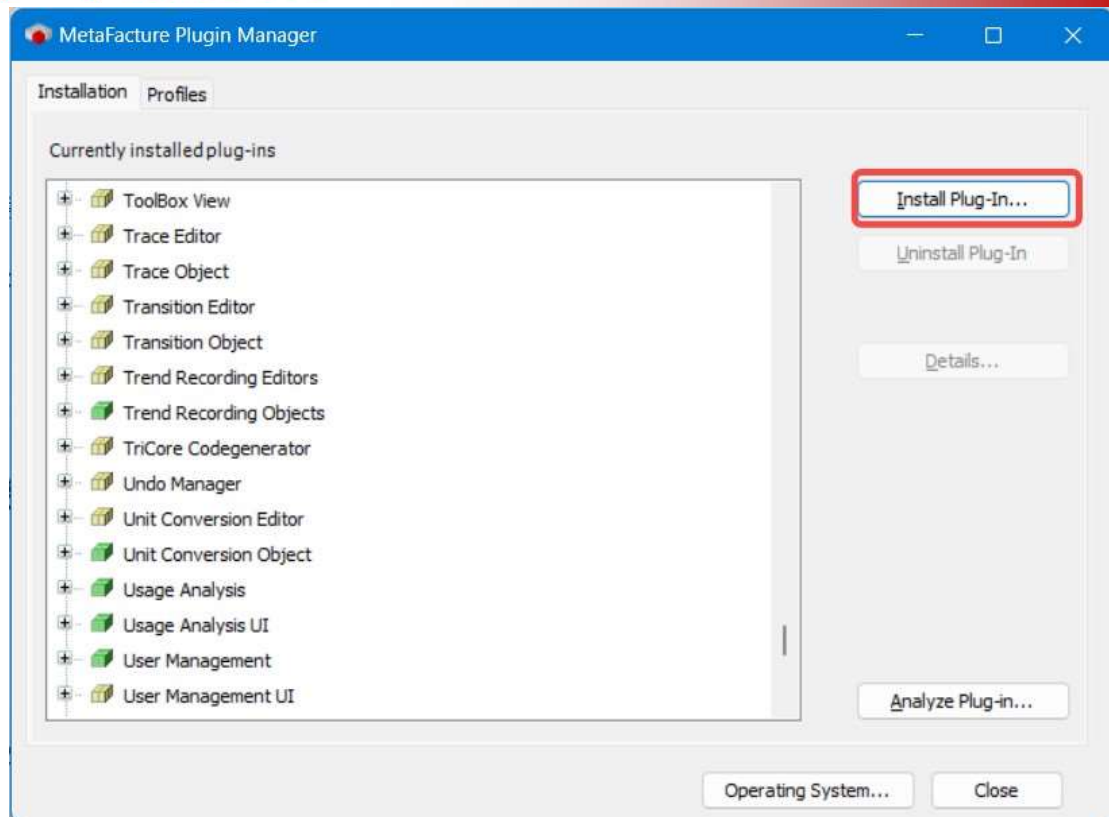 MetaFacture Plugin Manager
Installation Profiles
Currently installed plug-ins
ToolBox View
Trace Editor
Trace Object
Transition Editor
Transition Object
Trend Recording Editors
Trend Recording Objects
TriCore Codegenerator
Undo Manager
Unit Conversion Editor
Unit Conversion Object
Usage Analysis
Usage Analysis UI
User Management
User Management UI
Install Plug-In...
Uninstall Plug-In
Details...
Analyze Plug-in...
Operating System... Close